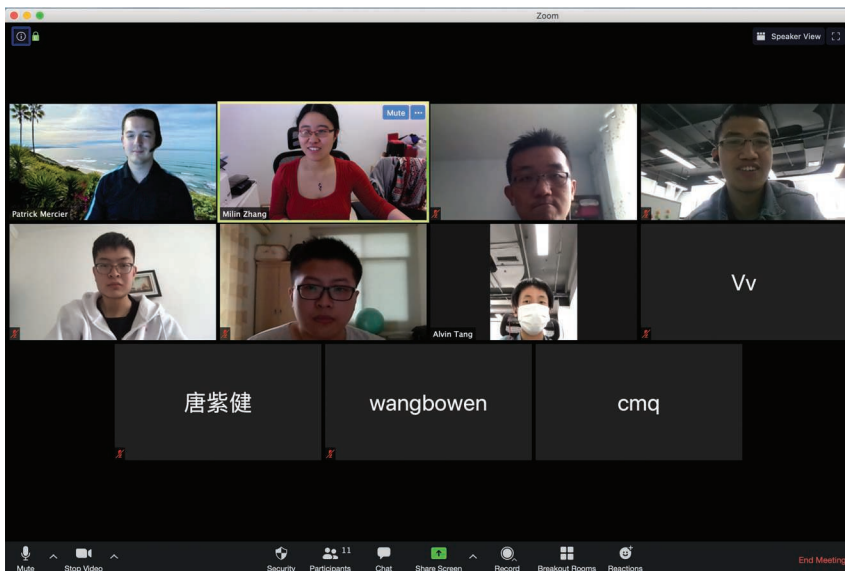 Zoom
Speaker View
Mute
Patrick Mercier
Milin Zhang
Alvin Tang
Vv
唐紫健
wangbowen
cmq
Mute
Stop Video
Security
Participants
11
Chat
Share Screen
Record
Breakout Rooms
Reactions
End Meeting